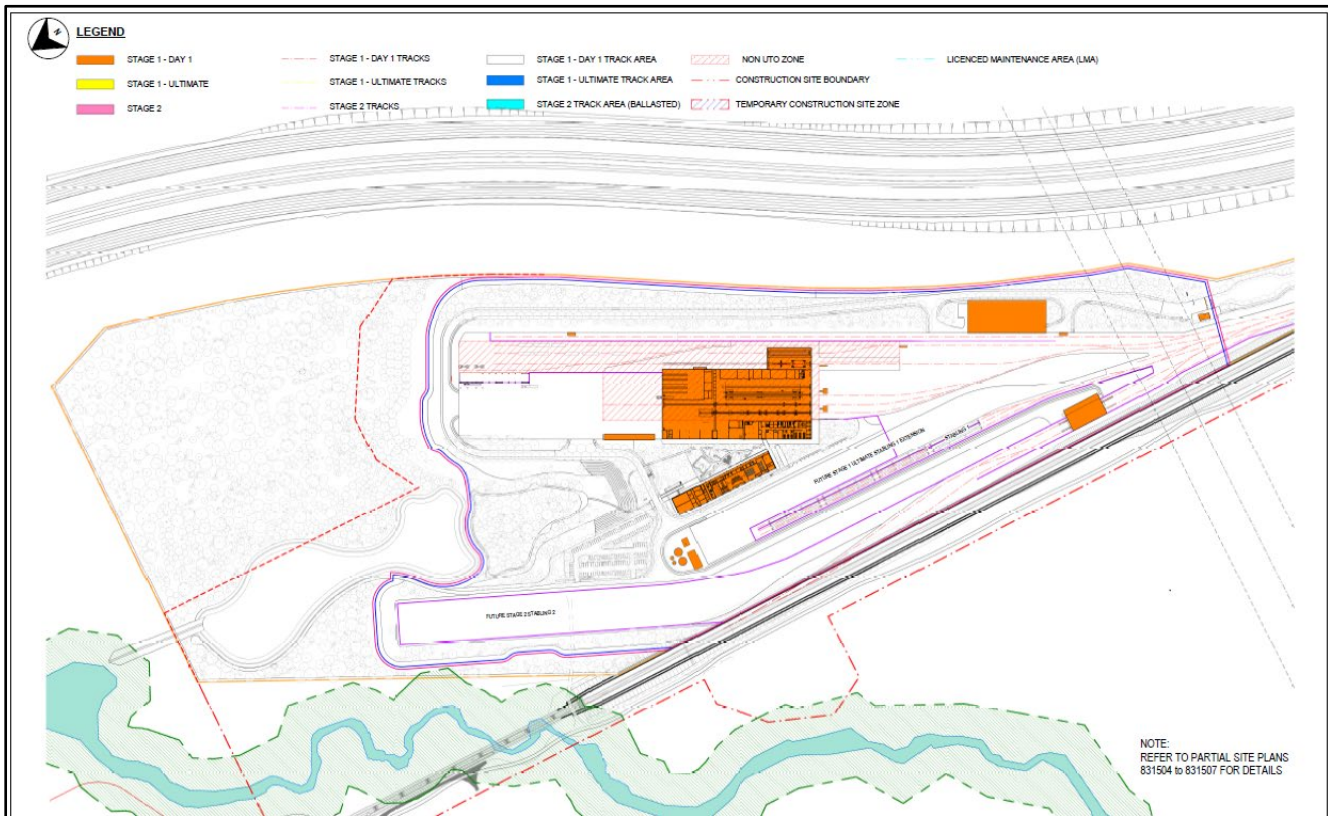 N
LEGEND
STAGE 1 - DAY 1
STAGE 1 - DAY 1 TRACKS
STAGE 1 - DAY 1 TRACK AREA
NON UTO ZONE
LICENCED MAINTENANCE AREA (LMA)
STAGE 1 - ULTIMATE
STAGE 1 - ULTIMATE TRACKS
STAGE 1 - ULTIMATE TRACK AREA
CONSTRUCTION SITE BOUNDARY
STAGE 2
STAGE 2 TRACKS
STAGE 2 TRACK AREA (BALLASTED)
TEMPORARY CONSTRUCTION SITE ZONE
STABLING 1
FUTURE STAGE 1 ULTIMATE STABLING 1 EXTENSION
FUTURE STAGE 2 STABLING 2
NOTE:
REFER TO PARTIAL SITE PLANS
831504 to 831507 FOR DETAILS